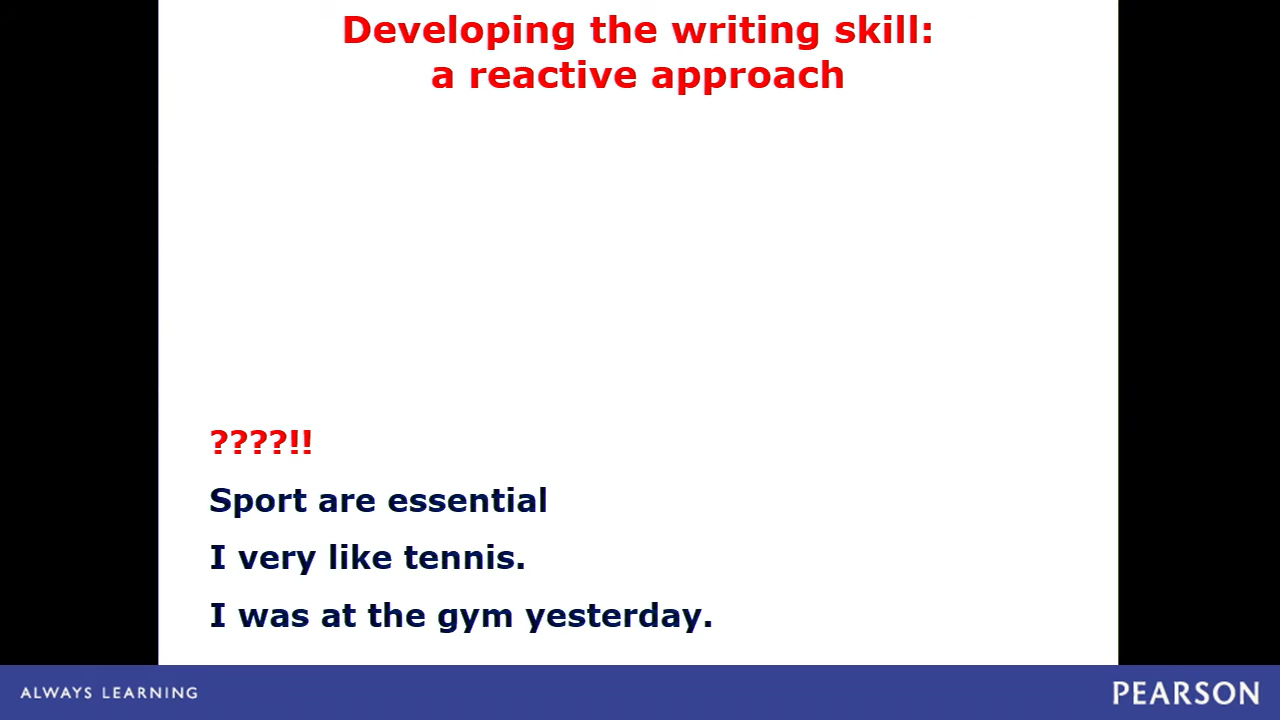 Developing the writing skill:
a reactive approach
????!!
Sport are essential
I very like tennis.
I was at the gym yesterday.
ALWAYS LEARNING
PEARSON